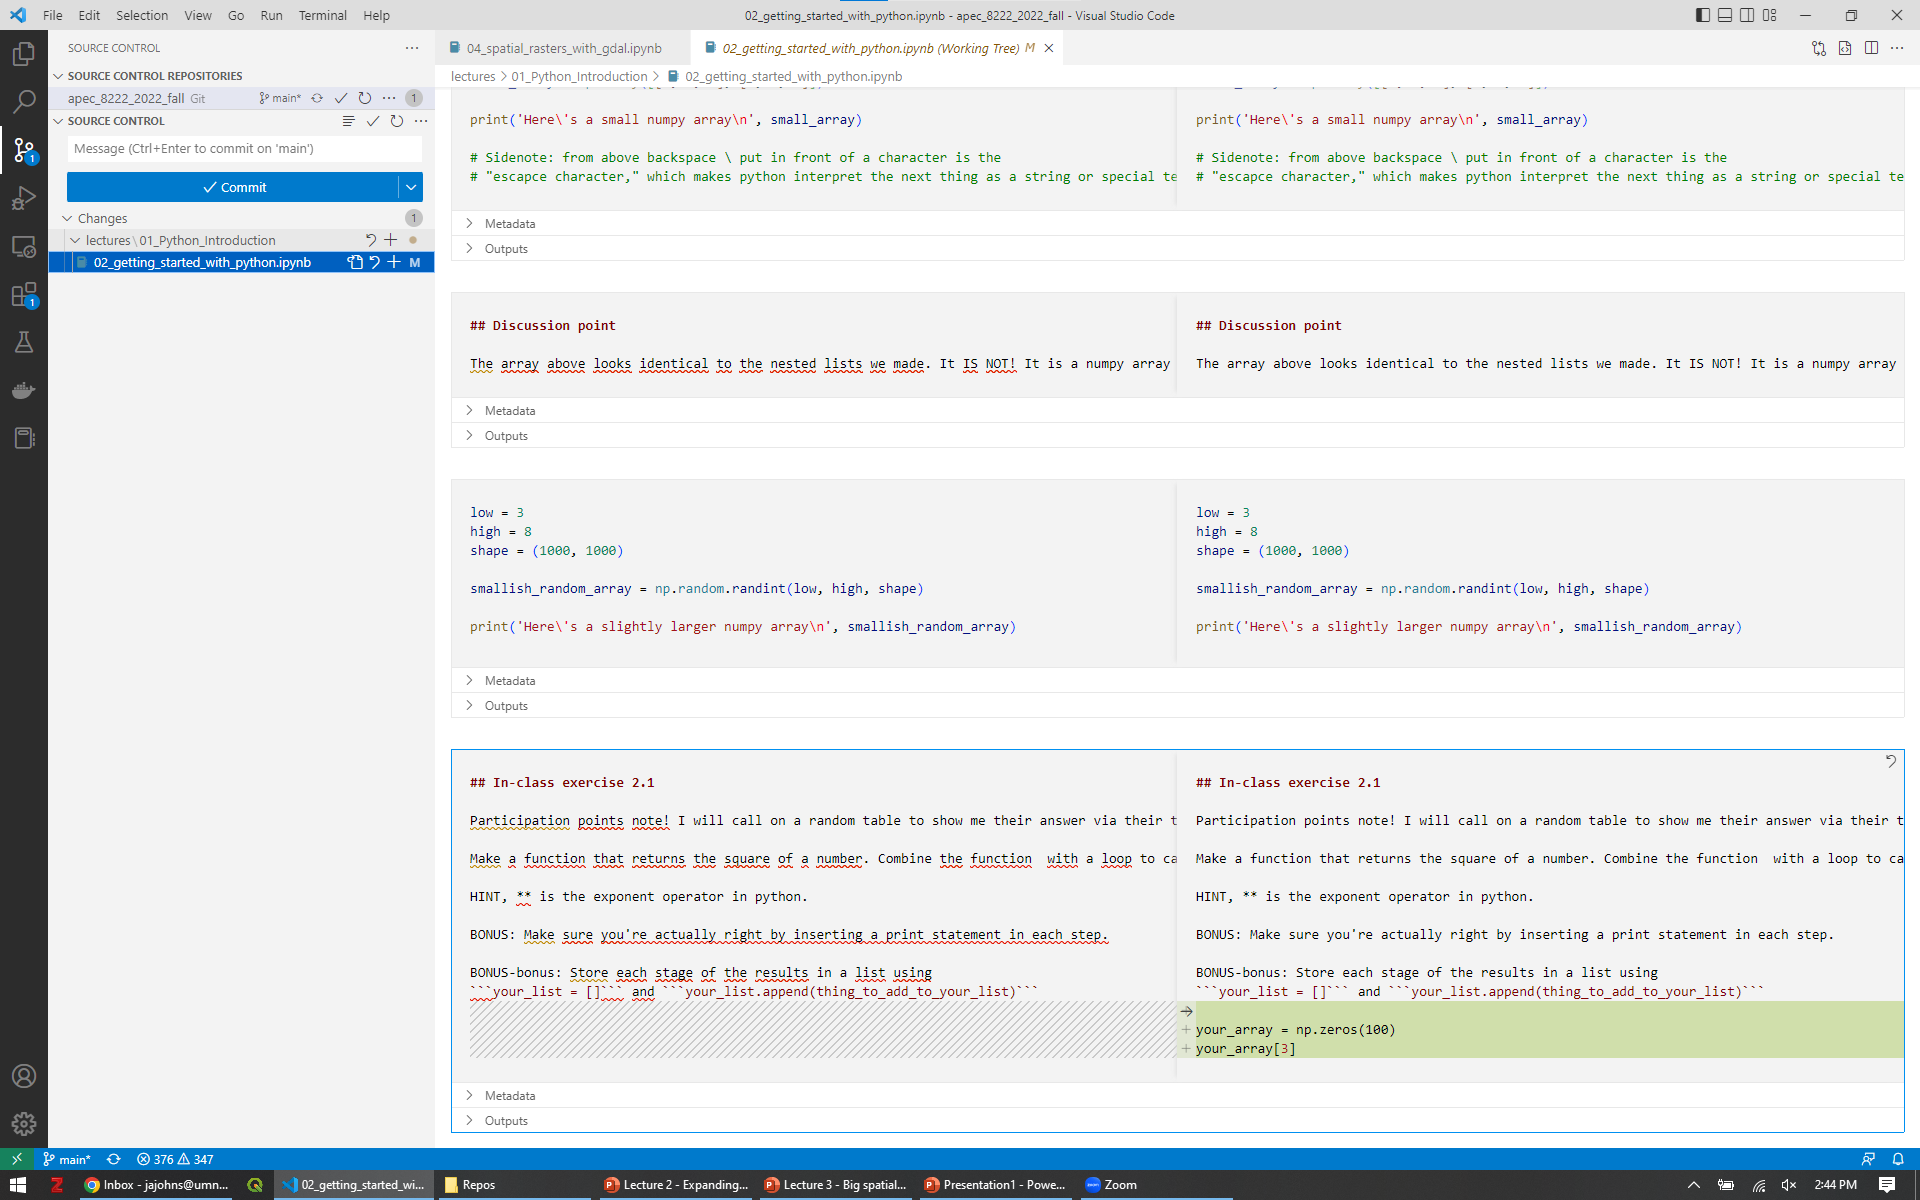 File Edit Selection View Go Run Terminal Help
02_getting_started_with_python.ipynb - apec_8222_2022_fall - Visual Studio Code
SOURCE CONTROL
SOURCE CONTROL REPOSITORIES
apec_8222_2022_fall Git main* 1
SOURCE CONTROL
Message (Ctrl+Enter to commit on 'main')
Commit
Changes 1
lectures\01_Python_Introduction
02_getting_started_with_python.ipynb M
1
1
04_spatial_rasters_with_gdal.ipynb
02_getting_started_with_python.ipynb (Working Tree) M
lectures > 01_Python_Introduction > 02_getting_started_with_python.ipynb
print('Here\'s a small numpy array\n', small_array)
# Sidenote: from above backspace \ put in front of a character is the
# "escapce character," which makes python interpret the next thing as a string or special te
print('Here\'s a small numpy array\n', small_array)
# Sidenote: from above backspace \ put in front of a character is the
# "escapce character," which makes python interpret the next thing as a string or special te
Metadata
Outputs
## Discussion point
The array above looks identical to the nested lists we made. It IS NOT! It is a numpy array
## Discussion point
The array above looks identical to the nested lists we made. It IS NOT! It is a numpy array
Metadata
Outputs
low = 3
high = 8
shape = (1000, 1000)
smallish_random_array = np.random.randint(low, high, shape)
print('Here\'s a slightly larger numpy array\n', smallish_random_array)
low = 3
high = 8
shape = (1000, 1000)
smallish_random_array = np.random.randint(low, high, shape)
print('Here\'s a slightly larger numpy array\n', smallish_random_array)
Metadata
Outputs
## In-class exercise 2.1
Participation points note! I will call on a random table to show me their answer via their t
Make a function that returns the square of a number. Combine the function  with a loop to ca
HINT, ** is the exponent operator in python.
BONUS: Make sure you're actually right by inserting a print statement in each step.
BONUS-bonus: Store each stage of the results in a list using
```your_list = []``` and ```your_list.append(thing_to_add_to_your_list)```
## In-class exercise 2.1
Participation points note! I will call on a random table to show me their answer via their t
Make a function that returns the square of a number. Combine the function  with a loop to ca
HINT, ** is the exponent operator in python.
BONUS: Make sure you're actually right by inserting a print statement in each step.
BONUS-bonus: Store each stage of the results in a list using
```your_list = []``` and ```your_list.append(thing_to_add_to_your_list)```
+ your_array = np.zeros(100)
+ your_array[3]
Metadata
Outputs
main* 376 347
Inbox - jajohns@umn... 02_getting_started_wi... Repos Lecture 2 - Expanding... Lecture 3 - Big spatial... Presentation1 - Powe... Zoom 2:44 PM